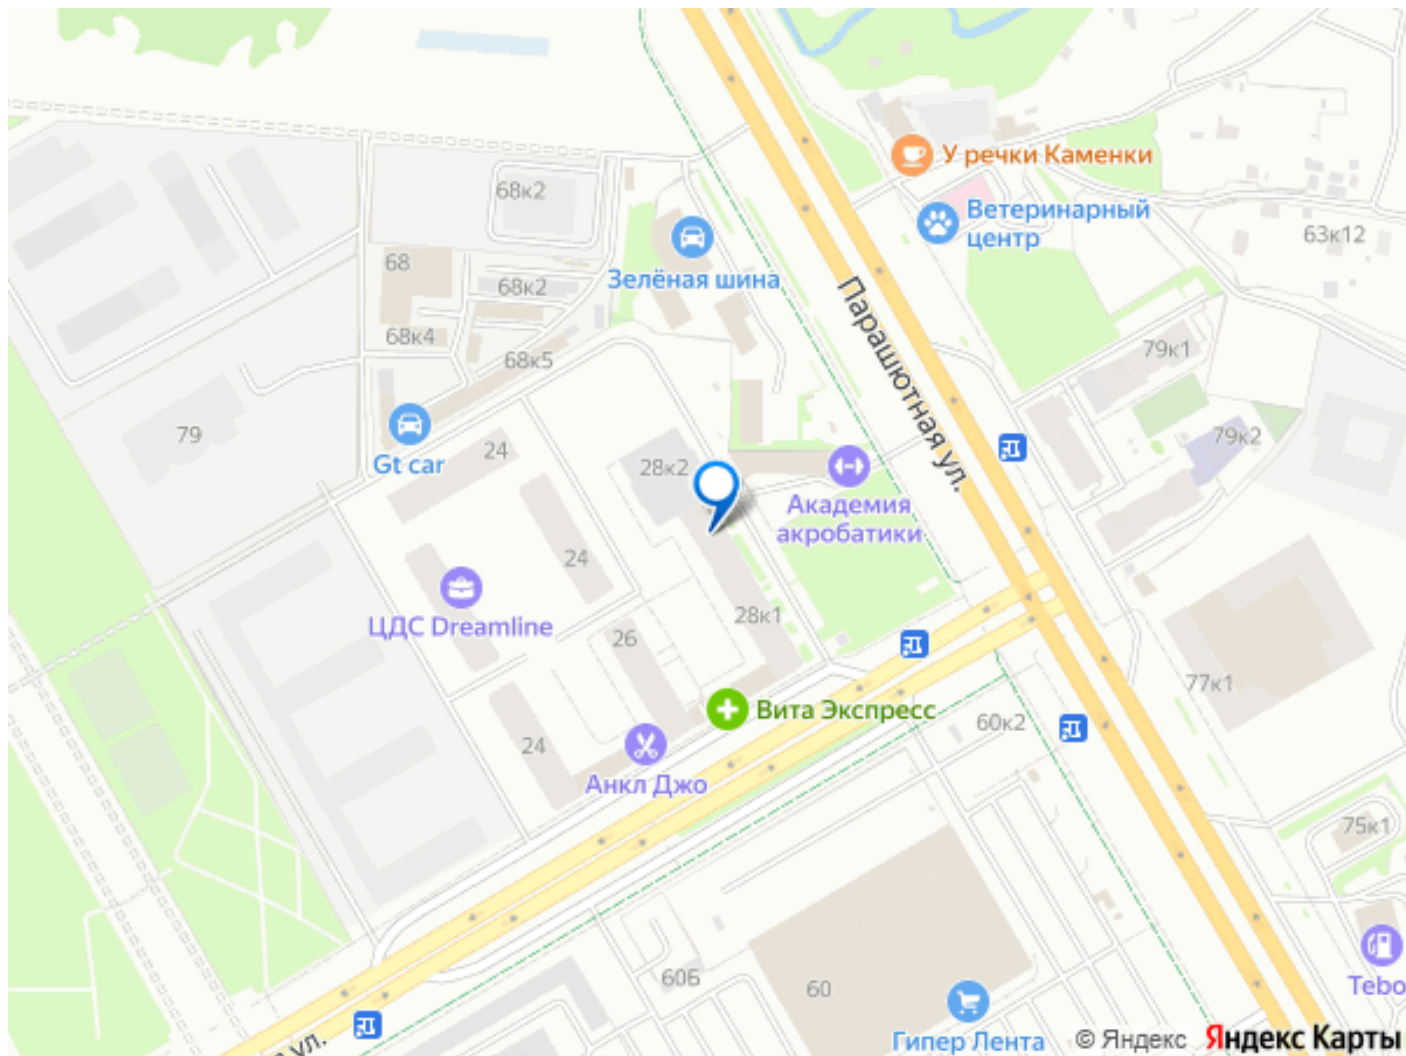 У речки Каменки
68к2
Ветеринарный
центр
63к12
68
Зелёная шина
68к2
68к4
Парашютная ул.
79к1
68к5
79
24
Gt car
28к2
79к2
Академия
акробатики
24
ЦДС Dreamline
26
28к1
77к1
Вита Экспресс
60к2
24
Анкл Джо
75к1
60Б
60
Tebo
ул.
Гипер Лента
© Яндекс Яндекс Карты